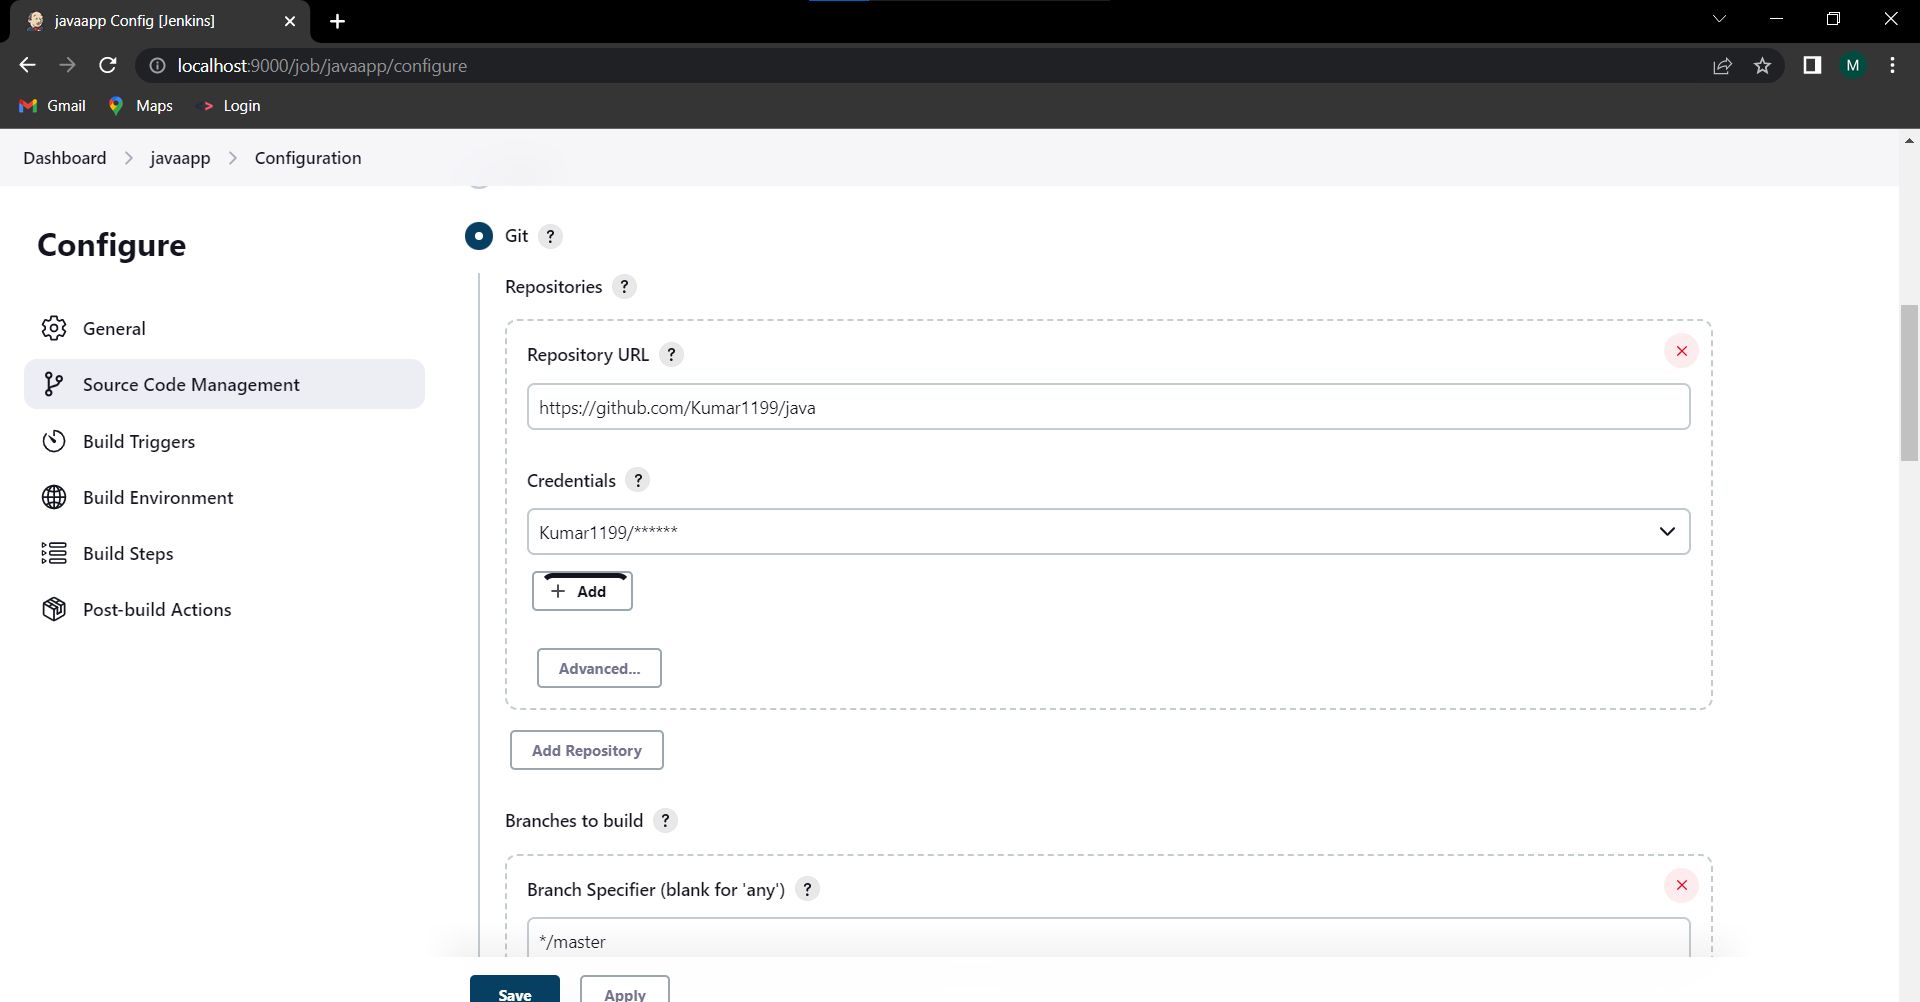 javaapp Config [Jenkins]
localhost:9000/job/javaapp/configure
M
Gmail
Maps
Login
Dashboard
javaapp
Configuration
Configure
General
Source Code Management
Build Triggers
Build Environment
Build Steps
Post-build Actions
Git ?
Repositories ?
Repository URL ?
https://github.com/Kumar1199/java
Credentials ?
Kumar1199/******
+ Add
Advanced...
Add Repository
Branches to build ?
Branch Specifier (blank for 'any') ?
*/master
Save
Apply